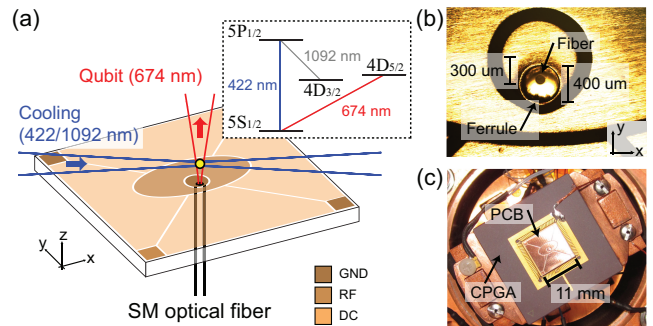 (a)
5P1/2
1092 nm
4D5/2
Qubit (674 nm)
422 nm
4D3/2
674 nm
Cooling
(422/1092 nm)
5S1/2
z
y
x
GND
RF
DC
SM optical fiber
(b)
Fiber
300 um
400 um
Ferrule
y
x
(c)
PCB
CPGA
11 mm